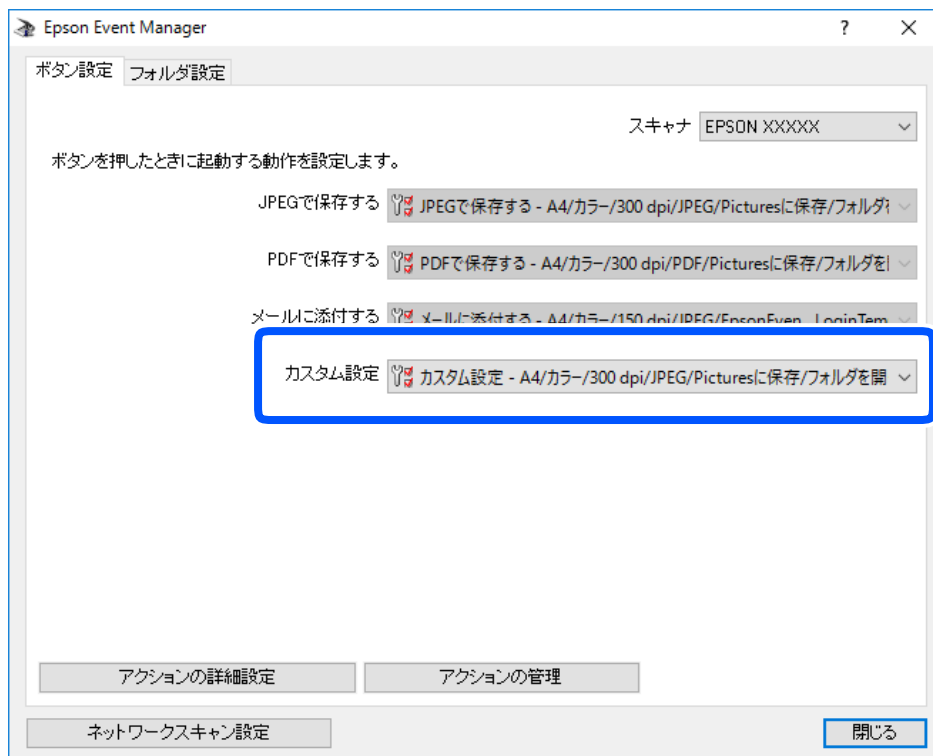 Epson Event Manager
ボタン設定 フォルダ設定
スキャナ EPSON XXXXX
ボタンを押したときに起動する動作を設定します。
JPEGで保存する JPEGで保存する - A4/カラー/300 dpi/JPEG/Picturesに保存/フォルダを
PDFで保存する PDFで保存する - A4/カラー/300 dpi/PDF/Picturesに保存/フォルダを
メールに添付する メールに添付する - A4/カラー/150 dpi/JPEG/EpsonEven...LoginTem
カスタム設定 カスタム設定 - A4/カラー/300 dpi/JPEG/Picturesに保存/フォルダを開
アクションの詳細設定 アクションの管理
ネットワークスキャン設定 閉じる